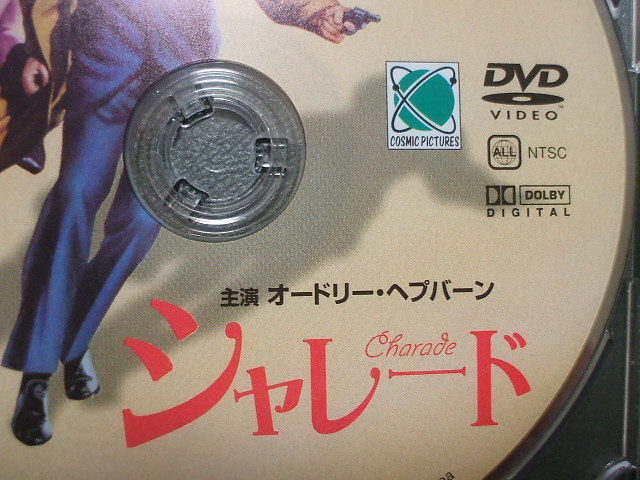 COSMIC PICTURES
DVD
VIDEO
ALL NTSC
DOLBY
DIGITAL
主演 オードリー・ヘプバーン
Charade
シャレード